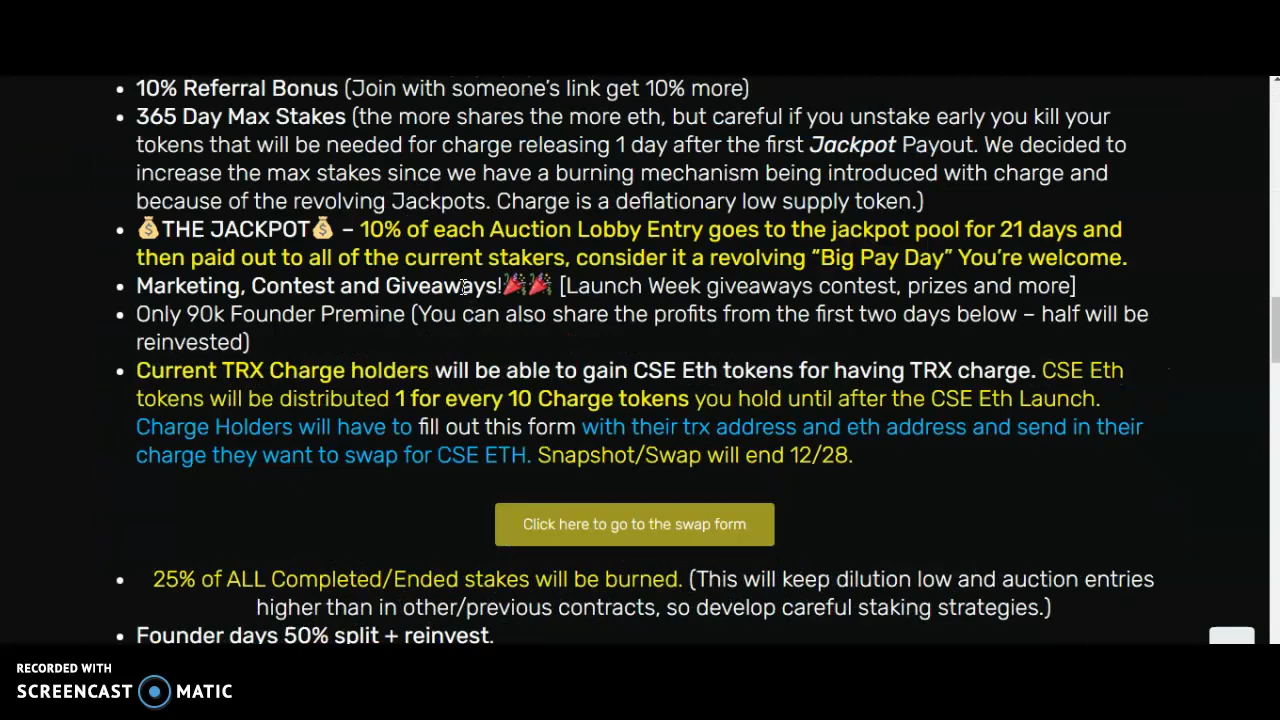 10% Referral Bonus (Join with someone's link get 10% more)
365 Day Max Stakes (the more shares the more eth, but careful if you unstake early you kill your
tokens that will be needed for charge releasing 1 day after the first Jackpot Payout. We decided to
increase the max stakes since we have a burning mechanism being introduced with charge and
because of the revolving Jackpots. Charge is a deflationary low supply token.)
💰THE JACKPOT💰 – 10% of each Auction Lobby Entry goes to the jackpot pool for 21 days and
then paid out to all of the current stakers, consider it a revolving “Big Pay Day” You’re welcome.
Marketing, Contest and Giveaways!🎉🎉 [Launch Week giveaways contest, prizes and more]
Only 90k Founder Premine (You can also share the profits from the first two days below – half will be
reinvested)
Current TRX Charge holders will be able to gain CSE Eth tokens for having TRX charge. CSE Eth
tokens will be distributed 1 for every 10 Charge tokens you hold until after the CSE Eth Launch.
Charge Holders will have to fill out this form with their trx address and eth address and send in their
charge they want to swap for CSE ETH. Snapshot/Swap will end 12/28.
Click here to go to the swap form
25% of ALL Completed/Ended stakes will be burned. (This will keep dilution low and auction entries
higher than in other/previous contracts, so develop careful staking strategies.)
Founder days 50% split + reinvest.
RECORDED WITH
SCREENCAST MATIC